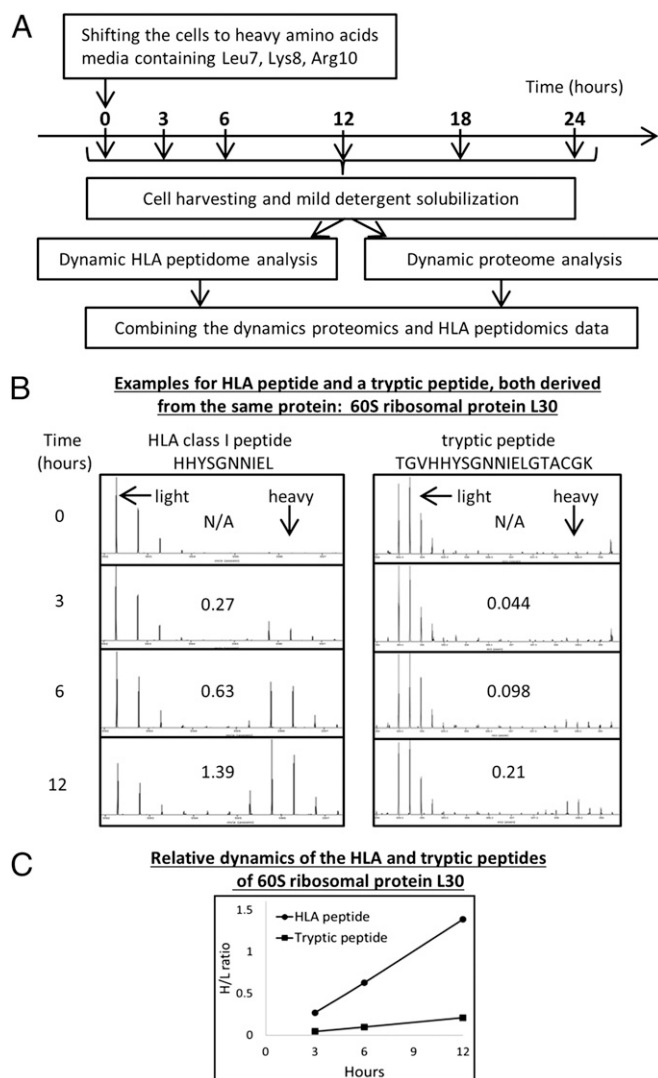 A
Shifting the cells to heavy amino acids
media containing Leu7, Lys8, Arg10
Time (hours)
0 3 6 12 18 24
Cell harvesting and mild detergent solubilization
Dynamic HLA peptidome analysis
Dynamic proteome analysis
Combining the dynamics proteomics and HLA peptidomics data
B
Examples for HLA peptide and a tryptic peptide, both derived
from the same protein: 60S ribosomal protein L30
Time
(hours)
HLA class I peptide
HHYSGNNIEL
tryptic peptide
TGVHHYSGNNIELGTACGK
0
light heavy
N/A
light heavy
N/A
3
0.27
0.044
6
0.63
0.098
12
1.39
0.21
C
Relative dynamics of the HLA and tryptic peptides
of 60S ribosomal protein L30
H/L ratio
1.5
1
0.5
0
HLA peptide
Tryptic peptide
0 3 6 9 12
Hours